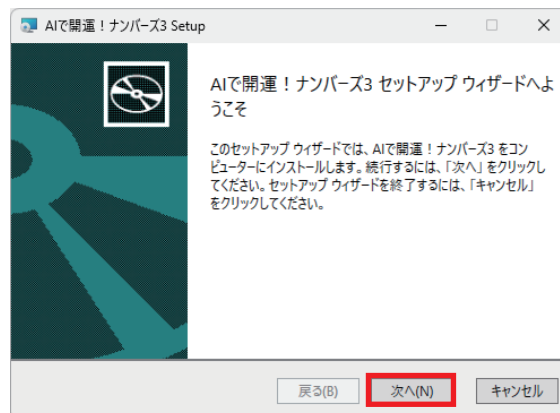 AIで開運！ナンバーズ3 Setup
AIで開運！ナンバーズ3 セットアップ ウィザードへよ
うこそ
このセットアップ ウィザードでは、AIで開運！ナンバーズ3 をコン
ピューターにインストールします。続行するには、「次へ」をクリックし
てください。セットアップ ウィザードを終了するには、「キャンセル」
をクリックしてください。
戻る(B)
次へ(N)
キャンセル